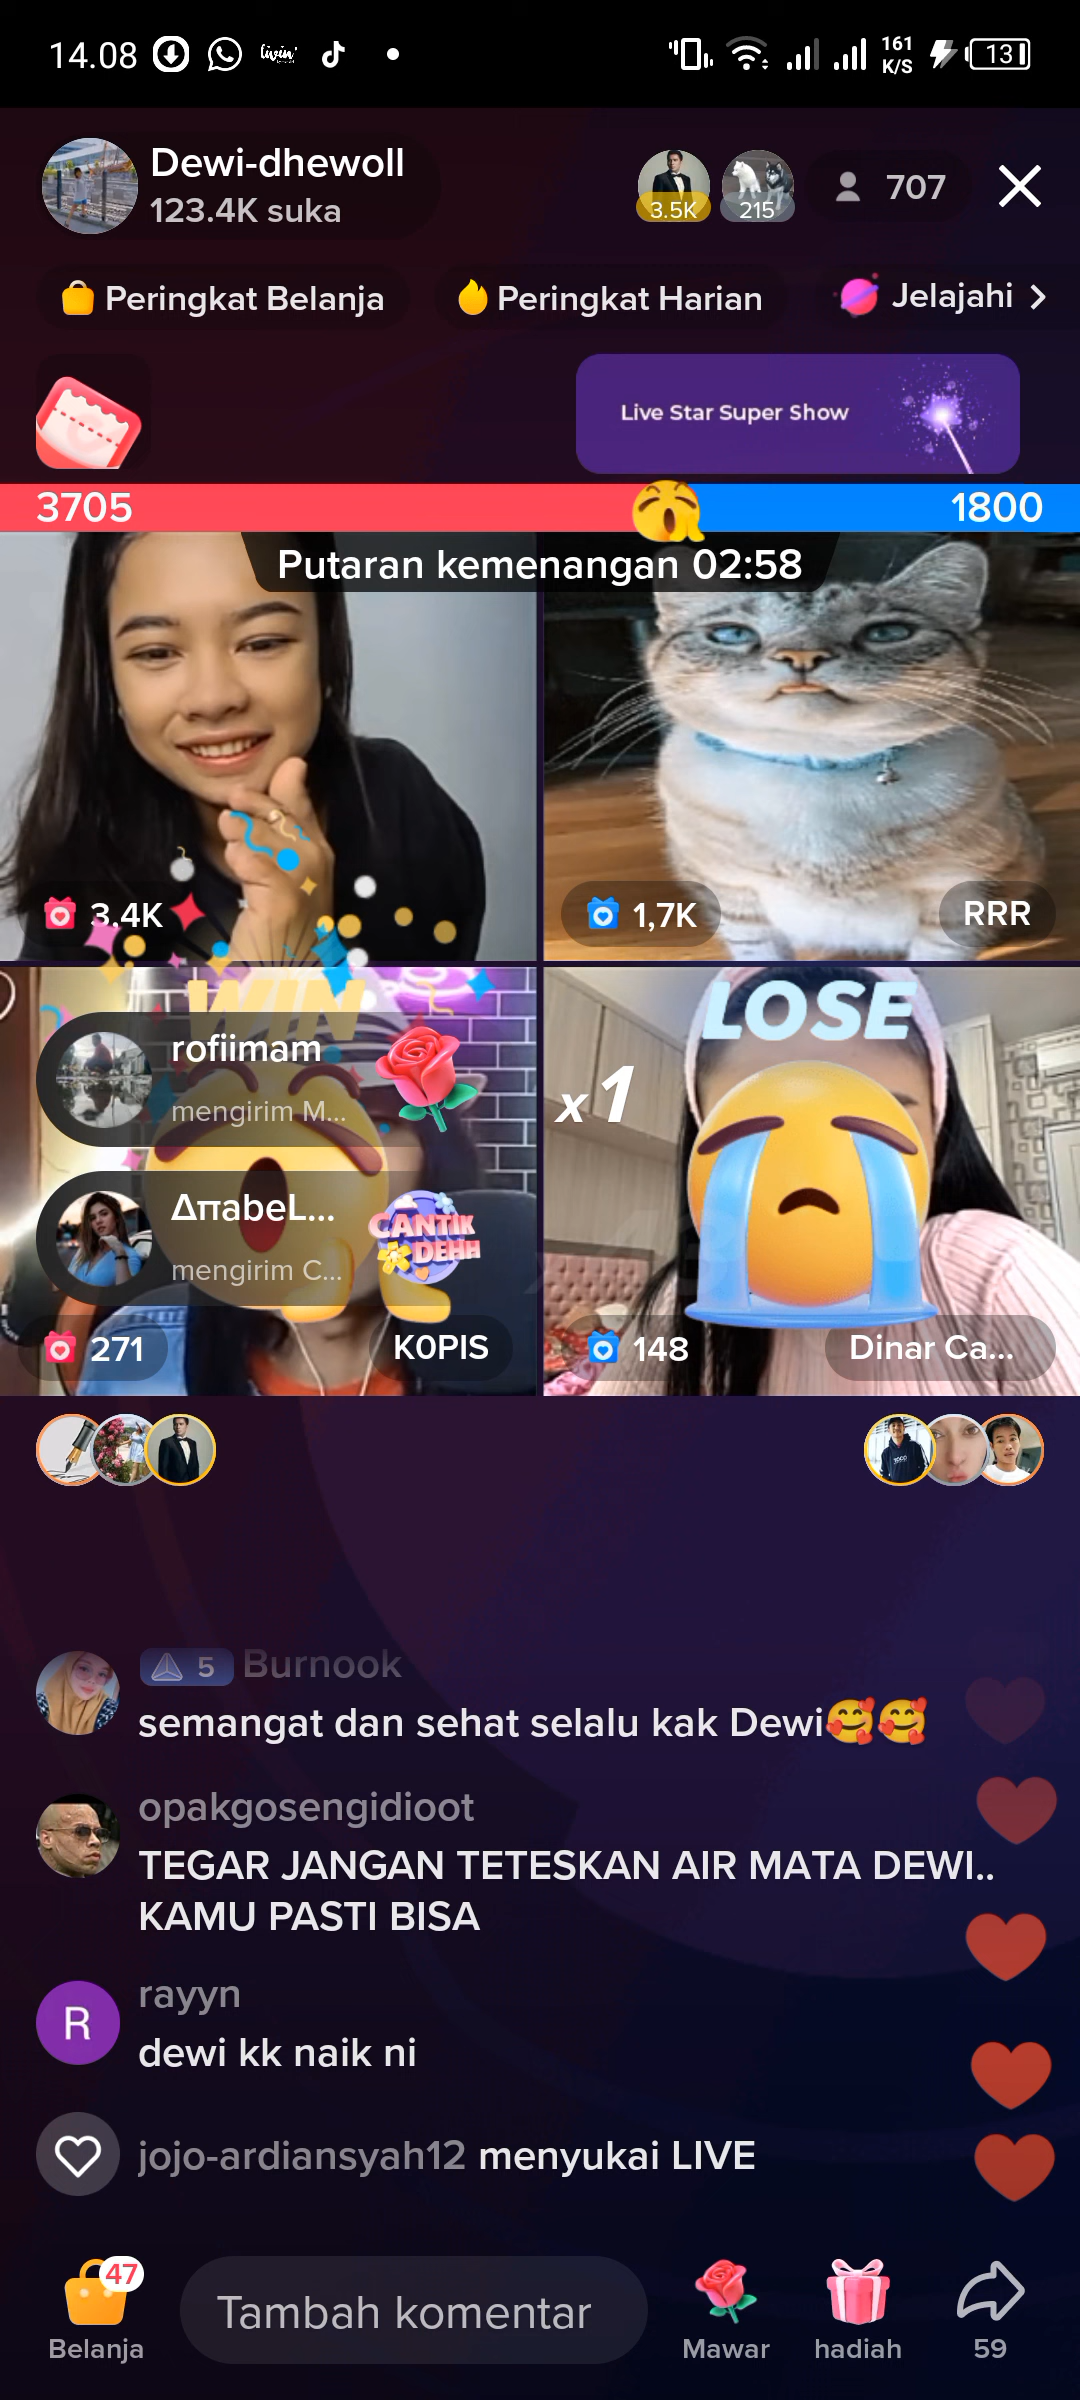 14.08
livin'
161
K/S
13
Dewi-dhewoll
123.4K suka
3.5K
215
707
Peringkat Belanja
Peringkat Harian
Jelajahi
Live Star Super Show
3705
1800
Putaran kemenangan 02:58
3,4K
1,7K
RRR
WIN
LOSE
rofiimam
mengirim M...
x1
ΔπabeL...
mengirim C...
CANTIK
DEHH
271
K0PIS
148
Dinar Ca...
5 Burnook
semangat dan sehat selalu kak Dewi🥰🥰
opakgosengidioot
TEGAR JANGAN TETESKAN AIR MATA DEWI..
KAMU PASTI BISA
R
rayyn
dewi kk naik ni
jojo-ardiansyah12 menyukai LIVE
47
Belanja
Tambah komentar
Mawar
hadiah
59